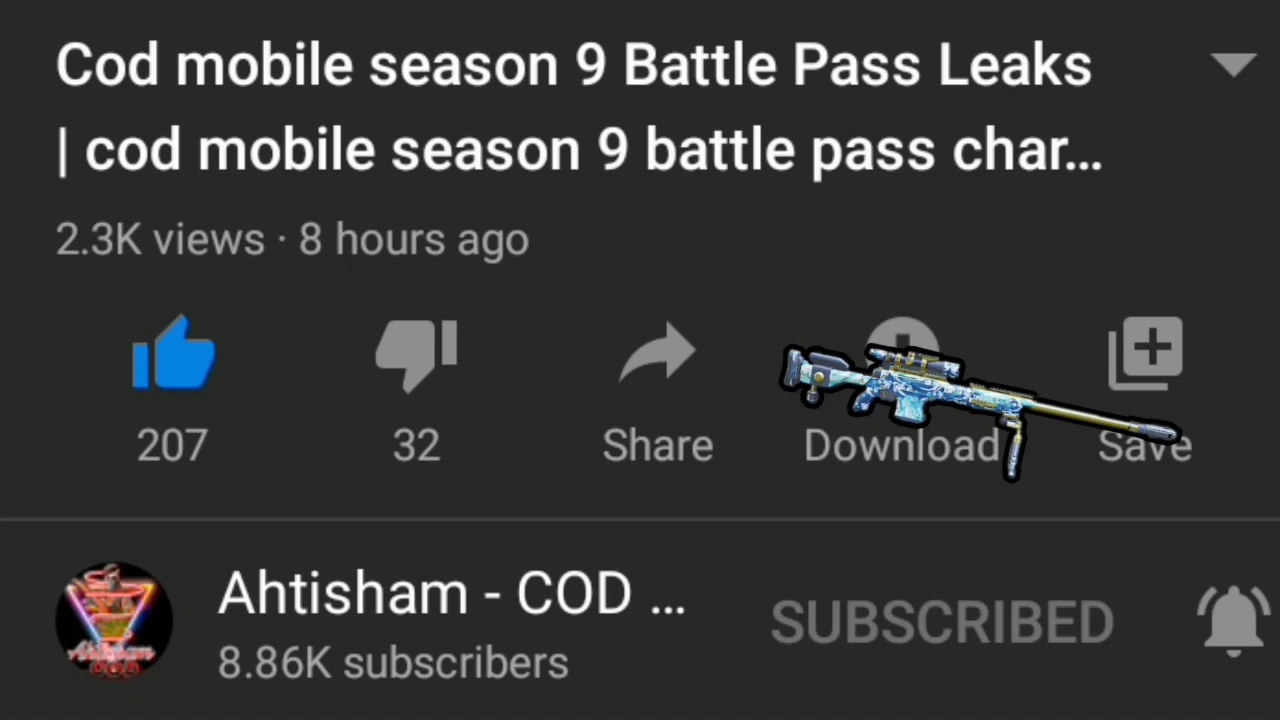 Cod mobile season 9 Battle Pass Leaks
| cod mobile season 9 battle pass char...
2.3K views · 8 hours ago
207
32
Share
Download
Save
Ahtisham - COD ...
SUBSCRIBED
8.86K subscribers